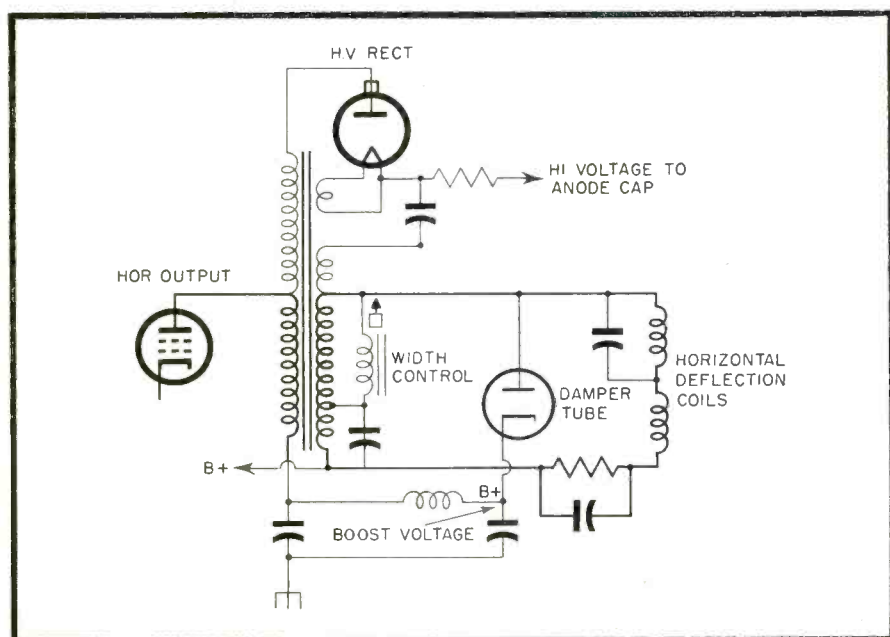 H.V. RECT
HI VOLTAGE TO
ANODE CAP
HOR OUTPUT
WIDTH
CONTROL
DAMPER
TUBE
HORIZONTAL
DEFLECTION
COILS
B+
B+
BOOST VOLTAGE